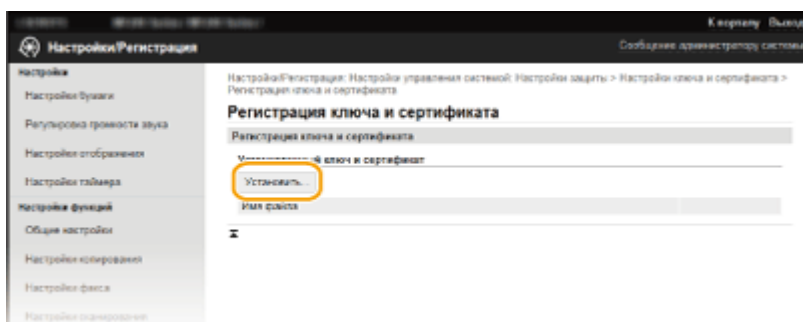 К порталу Выход
Настройки/Регистрация
Сообщение администратору системы
Настройки
Настройки бумаги
Регулировка громкости звука
Настройки отображения
Настройки таймера
Настройки функций
Общие настройки
Настройки копирования
Настройки факса
Настройки сканирования
Настройки/Регистрация: Настройки управления системой: Настройки защиты > Настройки ключа и сертификата >
Регистрация ключа и сертификата
Регистрация ключа и сертификата
Регистрация ключа и сертификата
ключ и сертификат
Установить...
Имя файла